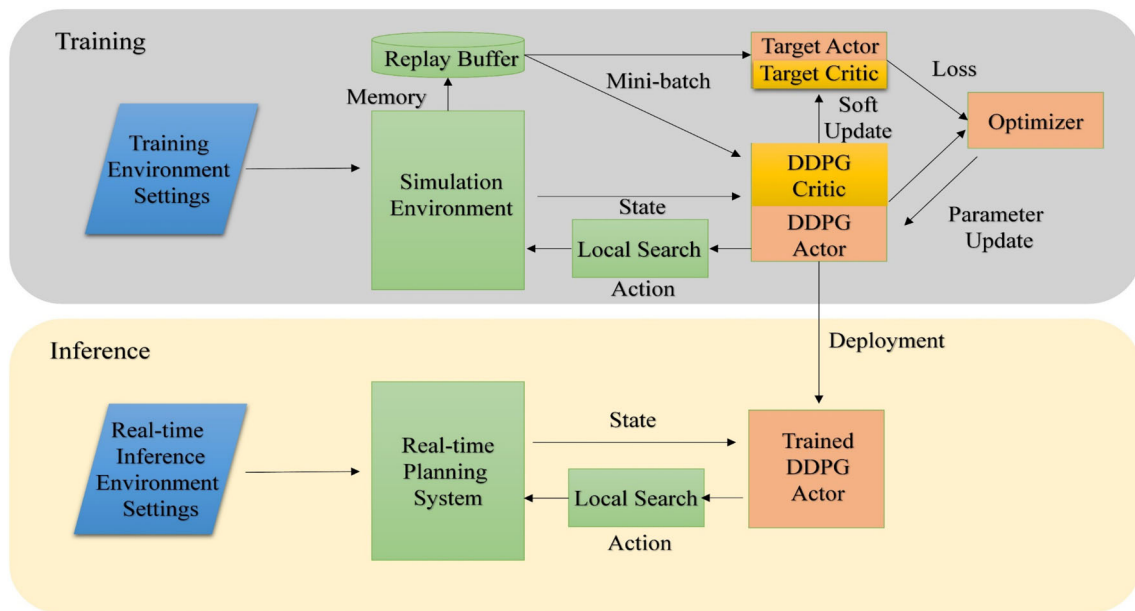 Training
Replay Buffer
Target Actor
Target Critic
Loss
Memory
Mini-batch
Soft
Update
Optimizer
Training
Environment
Settings
Simulation
Environment
State
DDPG
Critic
DDPG
Actor
Parameter
Update
Local Search
Action
Inference
Deployment
Real-time
Inference
Environment
Settings
Real-time
Planning
System
State
Local Search
Action
Trained
DDPG
Actor